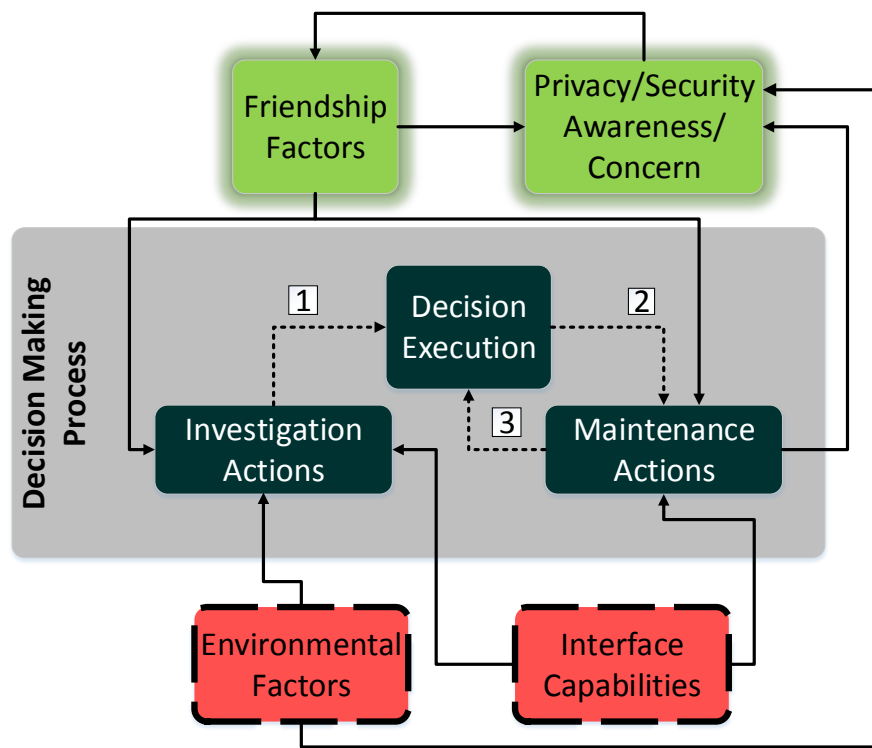 Friendship
Factors
Privacy/Security
Awareness/
Concern
Decision Making
Process
1
Decision
Execution
2
3
Investigation
Actions
Maintenance
Actions
Environmental
Factors
Interface
Capabilities